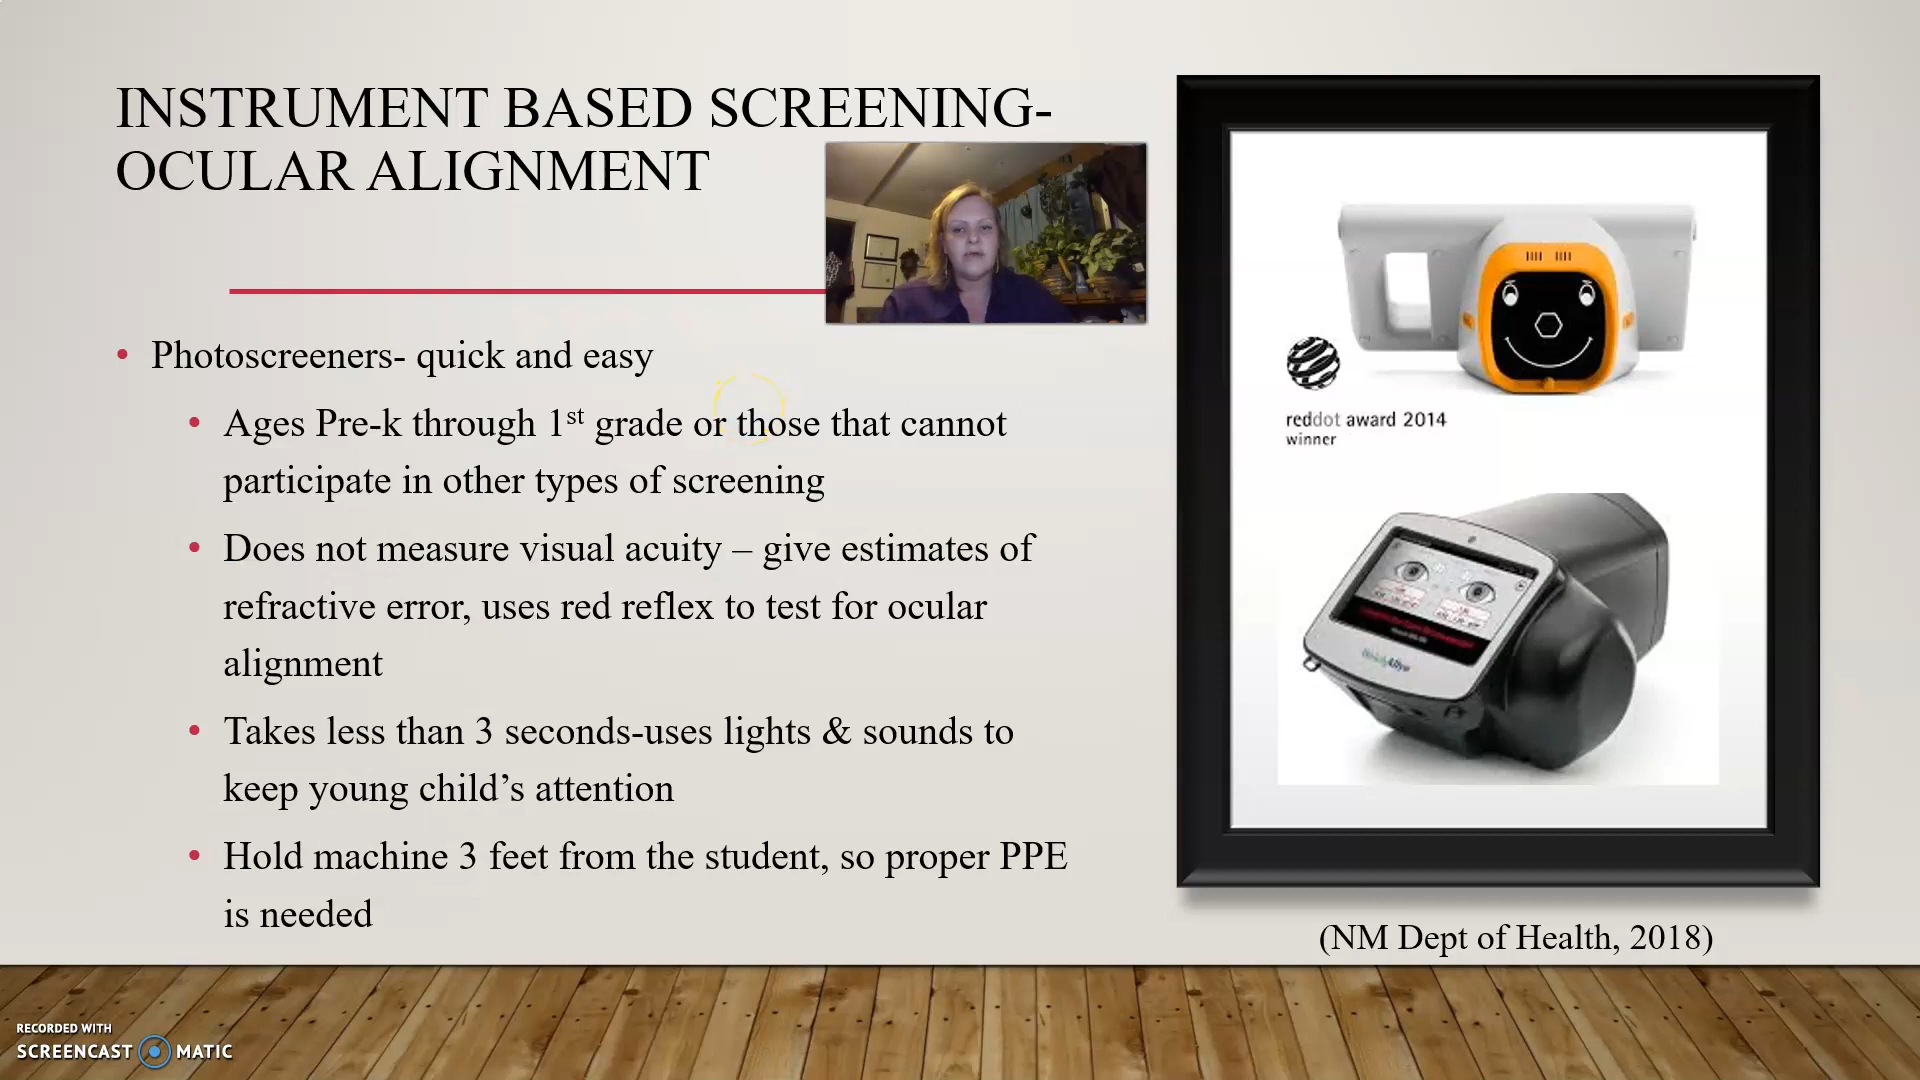 INSTRUMENT BASED SCREENING-
OCULAR ALIGNMENT
• Photoscreeners- quick and easy
• Ages Pre-k through 1st grade or those that cannot
participate in other types of screening
• Does not measure visual acuity – give estimates of
refractive error, uses red reflex to test for ocular
alignment
• Takes less than 3 seconds-uses lights & sounds to
keep young child’s attention
• Hold machine 3 feet from the student, so proper PPE
is needed
reddot award 2014
winner
WelchAllyn
(NM Dept of Health, 2018)
RECORDED WITH
SCREENCAST MATIC